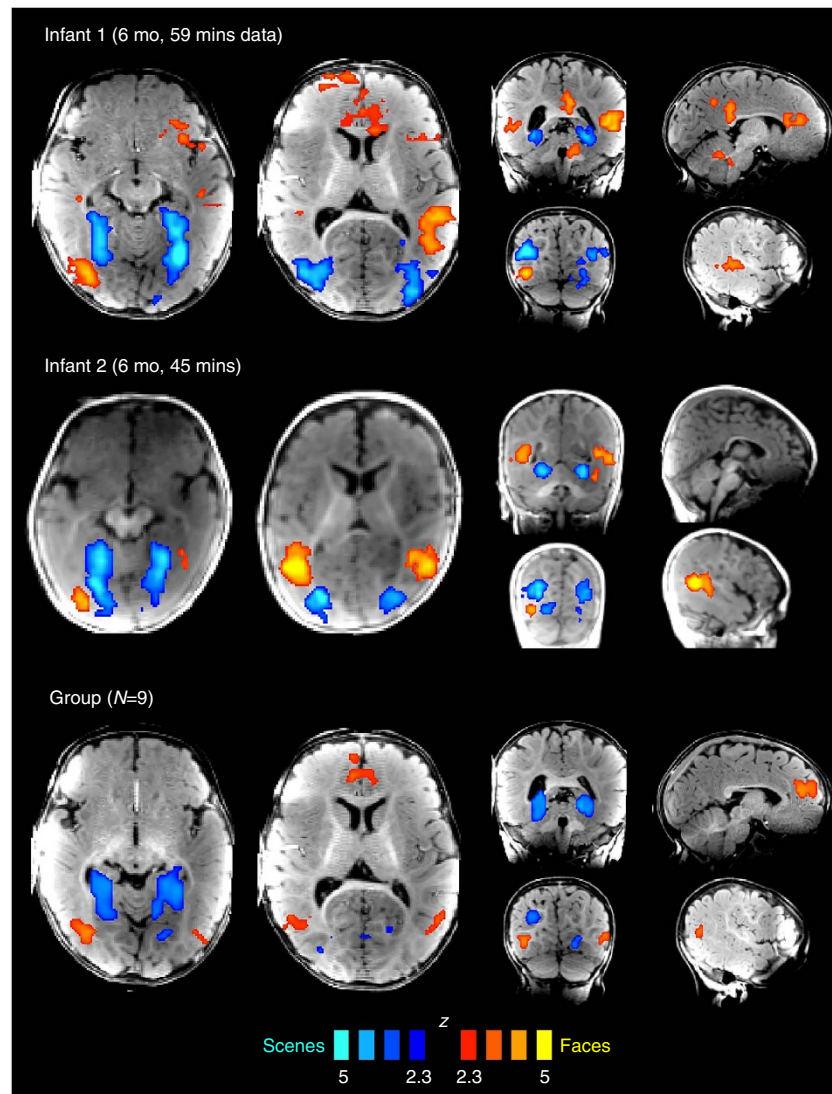 Infant 1 (6 mo, 59 mins data)
Infant 2 (6 mo, 45 mins)
Group (N=9)
z
Scenes Faces
5 2.3 2.3 5